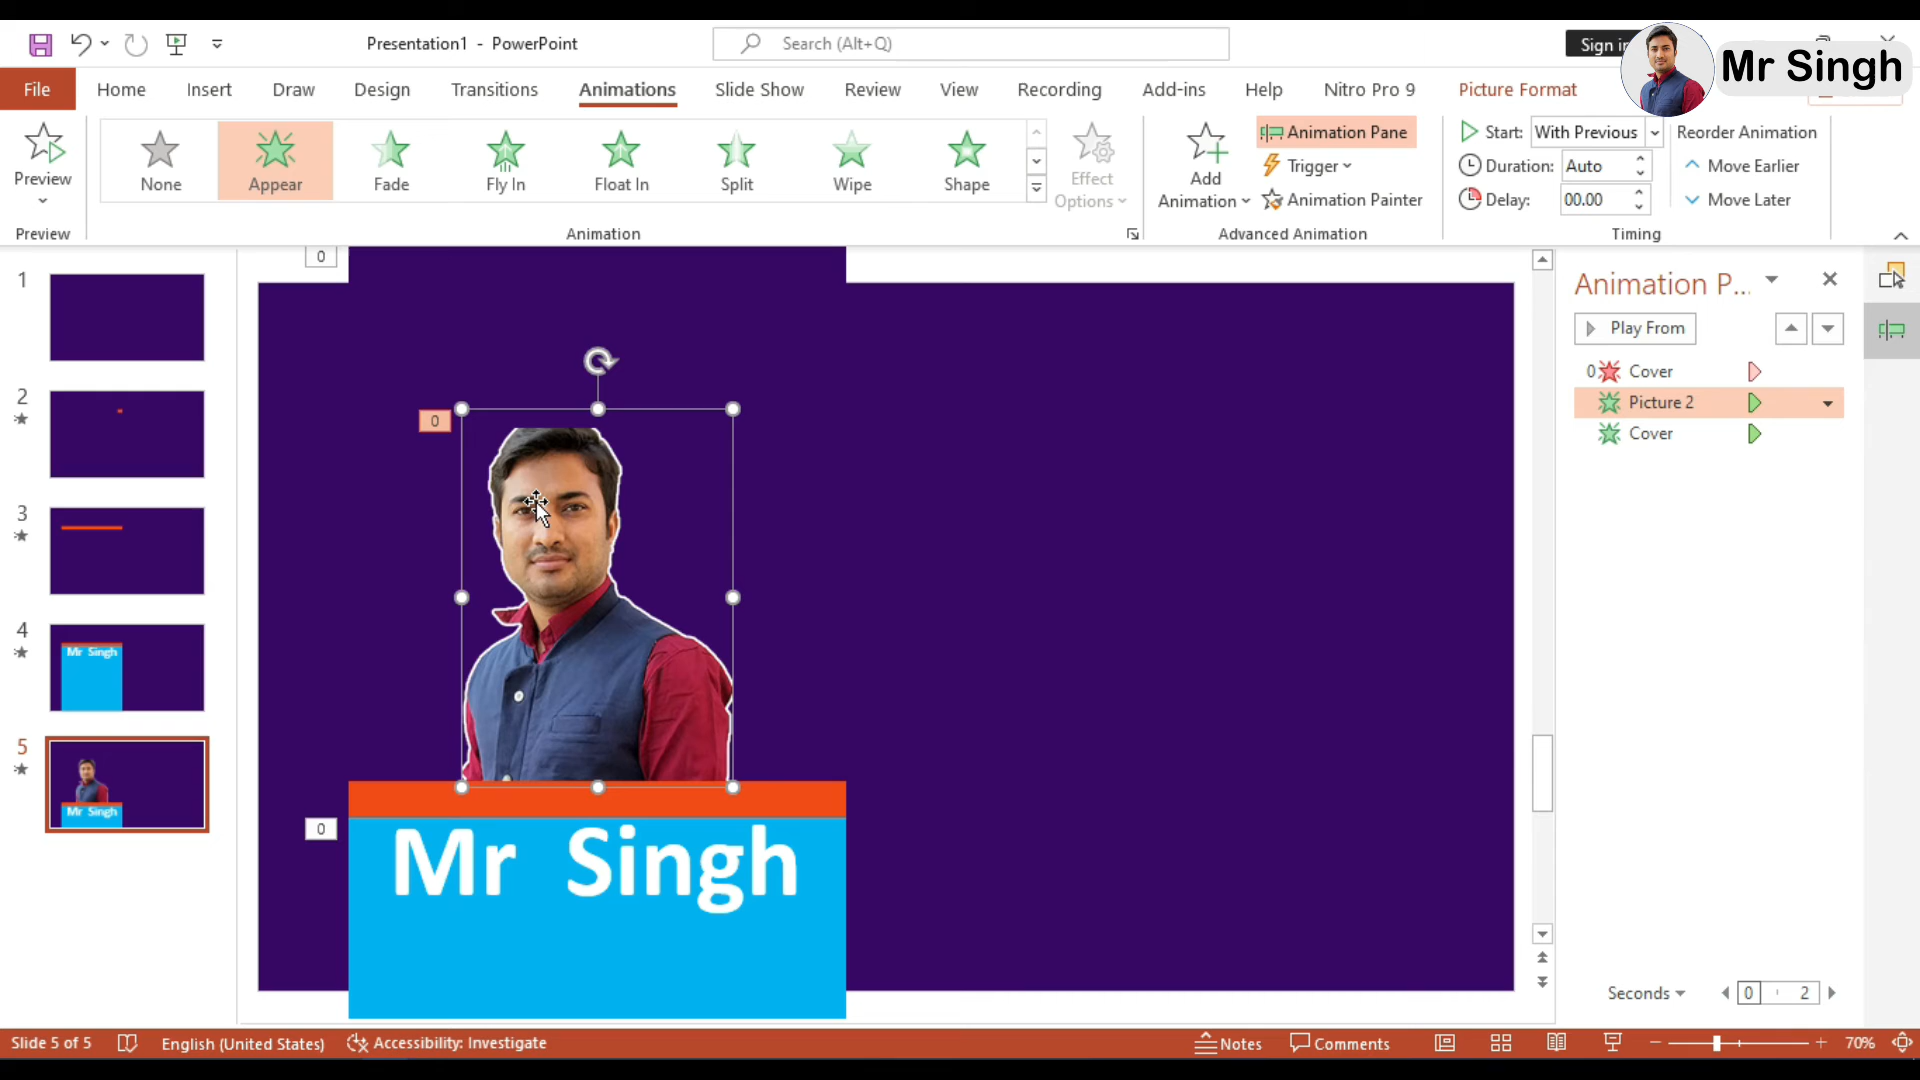 Presentation1 - PowerPoint
Search (Alt+Q)
Sign in
Mr Singh
File
Home
Insert
Draw
Design
Transitions
Animations
Slide Show
Review
View
Recording
Add-ins
Help
Nitro Pro 9
Picture Format
Preview
None
Appear
Fade
Fly In
Float In
Split
Wipe
Shape
Effect
Options
Add
Animation
Animation Pane
Trigger
Animation Painter
Start: With Previous
Duration: Auto
Delay: 00.00
Reorder Animation
Move Earlier
Move Later
Preview
Animation
Advanced Animation
Timing
1
2
3
4
Mr Singh
5
Mr Singh
0
0
0
Mr Singh
Animation P...
Play From
0 Cover
Picture 2
Cover
Seconds
0 2
Slide 5 of 5
English (United States)
Accessibility: Investigate
Notes
Comments
70%